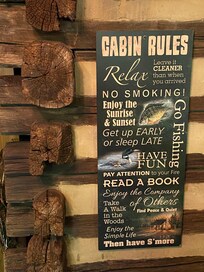 CABIN RULES
Relax
Leave it
CLEANER
than when
you arrived
NO SMOKING!
Enjoy the
Sunrise
& Sunset
Go Fishing
Get up EARLY
or sleep LATE
HAVE
FUN
PAY ATTENTION to your Fire
READ A BOOK
Enjoy the Company
of Others
Take
A Walk
in the
Woods
Find Peace & Quiet
Enjoy the
Simple Life
Then have S'more